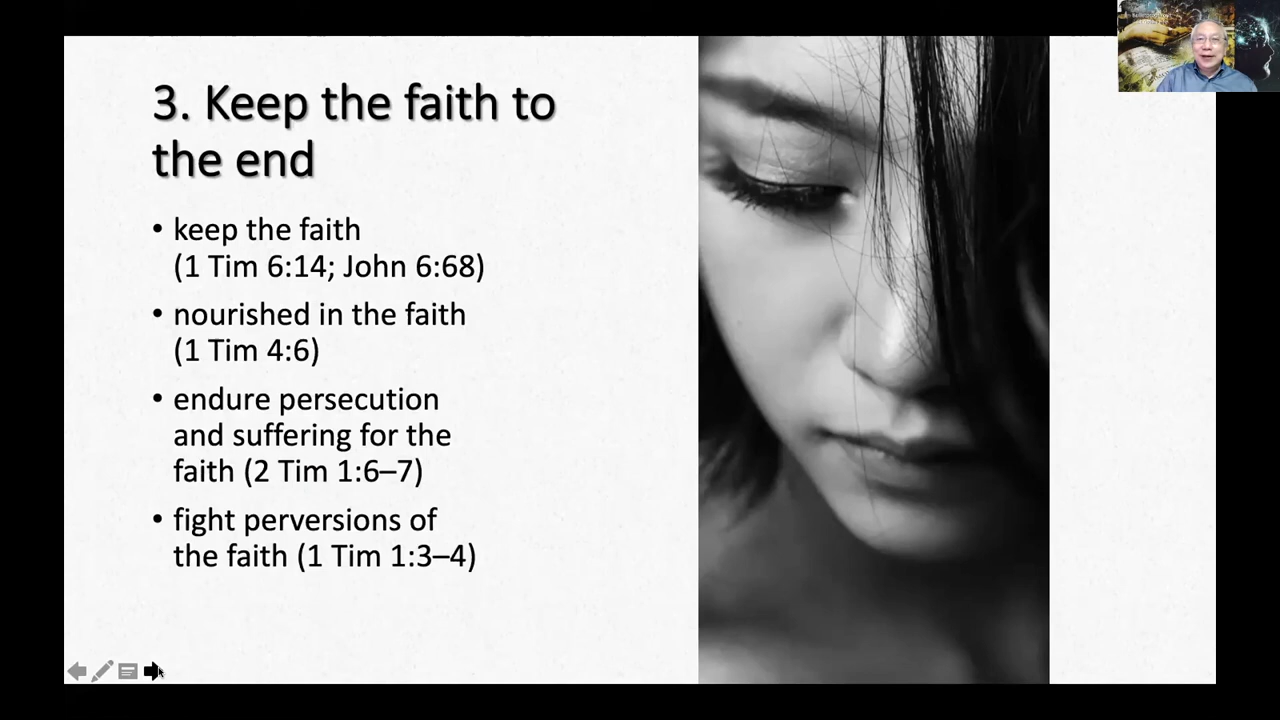 3. Keep the faith to
the end
• keep the faith
(1 Tim 6:14; John 6:68)
• nourished in the faith
(1 Tim 4:6)
• endure persecution
and suffering for the
faith (2 Tim 1:6–7)
• fight perversions of
the faith (1 Tim 1:3–4)